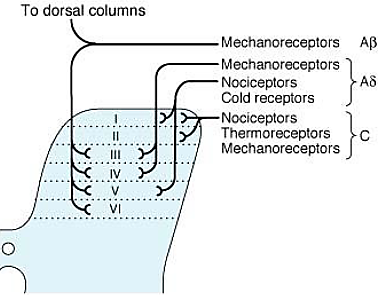 To dorsal columns
Mechanoreceptors Aβ
Mechanoreceptors
Nociceptors Aδ
Cold receptors
I Nociceptors
II Thermoreceptors C
III Mechanoreceptors
IV
V
VI